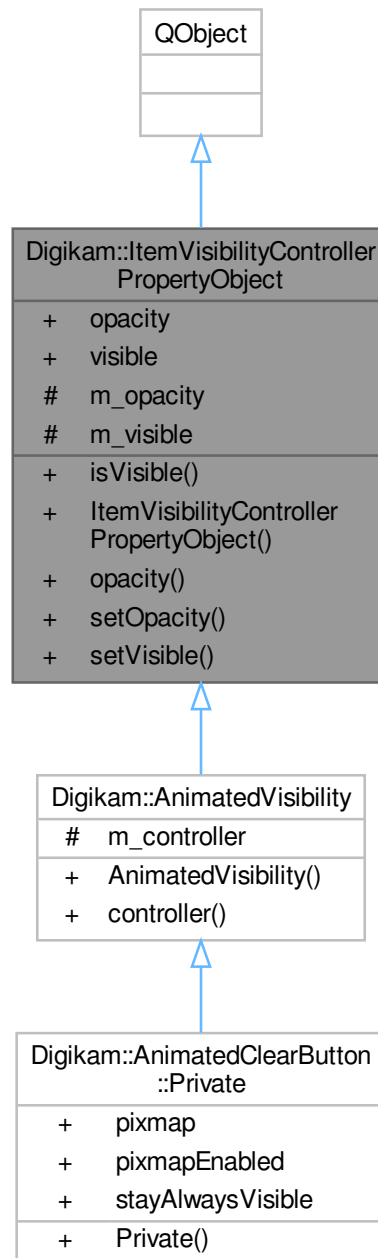 QObject
Digikam::ItemVisibilityController
PropertyObject
+ opacity
+ visible
# m_opacity
# m_visible
+ isVisible()
+ ItemVisibilityController
PropertyObject()
+ opacity()
+ setOpacity()
+ setVisible()
Digikam::AnimatedVisibility
# m_controller
+ AnimatedVisibility()
+ controller()
Digikam::AnimatedClearButton
::Private
+ pixmap
+ pixmapEnabled
+ stayAlwaysVisible
+ Private()